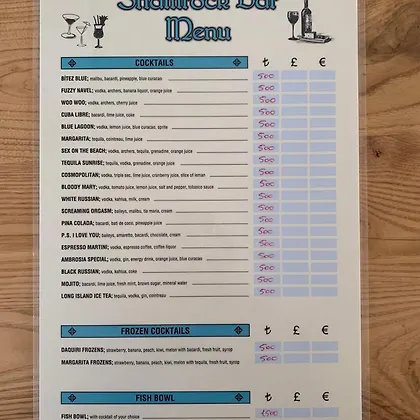 Shamrock Bar
Menu
COCKTAILS ₺ £ €
BİTEZ BLUE; malibu, bacardi, pineapple, blue curacao 500
FUZZY NAVEL; vodka, archers, banana liquor, orange juice 500
WOO WOO; vodka, archers, cherry juice 500
CUBA LIBRE; bacardi, lime juice, coke 500
BLUE LAGOON; vodka, lemon juice, blue curacao, sprite 500
MARGARITA; tequila, cointreau, lime juice 500
SEX ON THE BEACH; vodka, archers, tequila, grenadine, orange juice 500
TEQUILA SUNRISE; tequila, vodka, grenadine, orange juice 500
COSMOPOLITAN; vodka, triple sec, lime juice, cranberry juice, slice of lemon 500
BLOODY MARY; vodka, tomato juice, lemon juice, salt and pepper, tobasco sauce 500
WHITE RUSSIAN; vodka, kahlua, milk, cream 500
SCREAMING ORGASM; baileys, malibu, tia maria, cream 500
PINA COLADA; bacardi, bati de coco, pineapple juice 500
P.S. I LOVE YOU; baileys, amaretto, bacardi, chocolate, cream 500
ESPRESSO MARTINI; vodka, espresso coffee, coffee liquor 500
AMBROSIA SPECIAL; vodka, gin, energy drink, orange juice, blue curacao 500
BLACK RUSSIAN; vodka, kahlua, coke 500
MOJITO; bacardi, lime juice, fresh mint, brown sugar, mineral water 500
LONG ISLAND ICE TEA; tequila, vodka, gin, cointreau 500
FROZEN COCKTAILS ₺ £ €
DAQUIRI FROZENS; strawberry, banana, peach, kiwi, melon with bacardi, fresh fruit, syrup 500
MARGARITA FROZENS; strawberry, banana, peach, kiwi, melon with tequila, fresh fruit, syrup 500
FISH BOWL ₺ £ €
FISH BOWL; with cocktail of your choice 1500